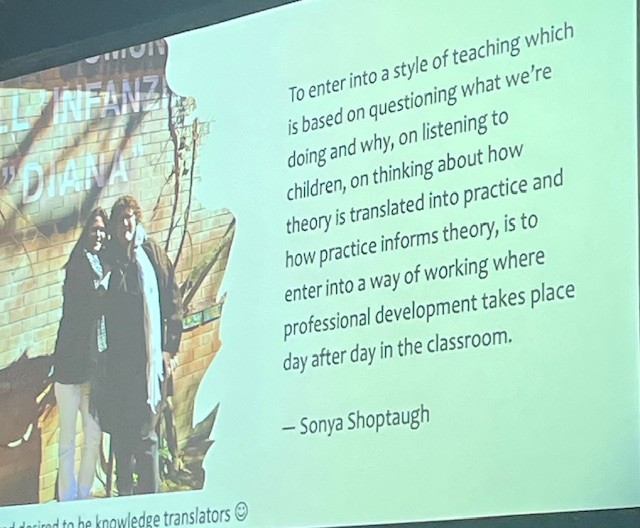 INFANZI
"DIANA"
To enter into a style of teaching which
is based on questioning what we're
doing and why, on listening to
children, on thinking about how
theory is translated into practice and
how practice informs theory, is to
enter into a way of working where
professional development takes place
day after day in the classroom.
— Sonya Shoptaugh
desired to be knowledge translators ☺